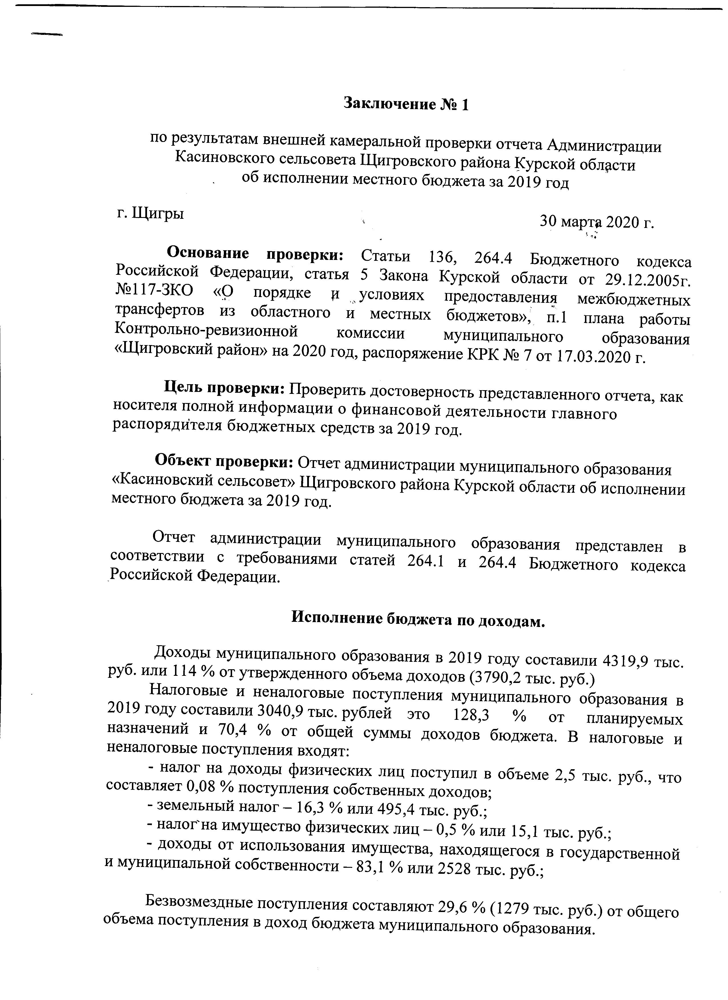 Заключение № 1
по результатам внешней камеральной проверки отчета Администрации
Касиновского сельсовета Щигровского района Курской области
об исполнении местного бюджета за 2019 год
г. Щигры 30 марта 2020 г.
Основание проверки: Статьи 136, 264.4 Бюджетного кодекса
Российской Федерации, статья 5 Закона Курской области от 29.12.2005г.
№117-ЗКО «О порядке и условиях предоставления межбюджетных
трансфертов из областного и местных бюджетов», п.1 плана работы
Контрольно-ревизионной комиссии муниципального образования
«Щигровский район» на 2020 год, распоряжение КРК № 7 от 17.03.2020 г.
Цель проверки: Проверить достоверность представленного отчета, как
носителя полной информации о финансовой деятельности главного
распорядителя бюджетных средств за 2019 год.
Объект проверки: Отчет администрации муниципального образования
«Касиновский сельсовет» Щигровского района Курской области об исполнении
местного бюджета за 2019 год.
Отчет администрации муниципального образования представлен в
соответствии с требованиями статей 264.1 и 264.4 Бюджетного кодекса
Российской Федерации.
Исполнение бюджета по доходам.
Доходы муниципального образования в 2019 году составили 4319,9 тыс.
руб. или 114 % от утвержденного объема доходов (3790,2 тыс. руб.)
Налоговые и неналоговые поступления муниципального образования в
2019 году составили 3040,9 тыс. рублей это 128,3 % от планируемых
назначений и 70,4 % от общей суммы доходов бюджета. В налоговые и
неналоговые поступления входят:
- налог на доходы физических лиц поступил в объеме 2,5 тыс. руб., что
составляет 0,08 % поступления собственных доходов;
- земельный налог – 16,3 % или 495,4 тыс. руб.;
- налог на имущество физических лиц – 0,5 % или 15,1 тыс. руб.;
- доходы от использования имущества, находящегося в государственной
и муниципальной собственности – 83,1 % или 2528 тыс. руб.;
Безвозмездные поступления составляют 29,6 % (1279 тыс. руб.) от общего
объема поступления в доход бюджета муниципального образования.